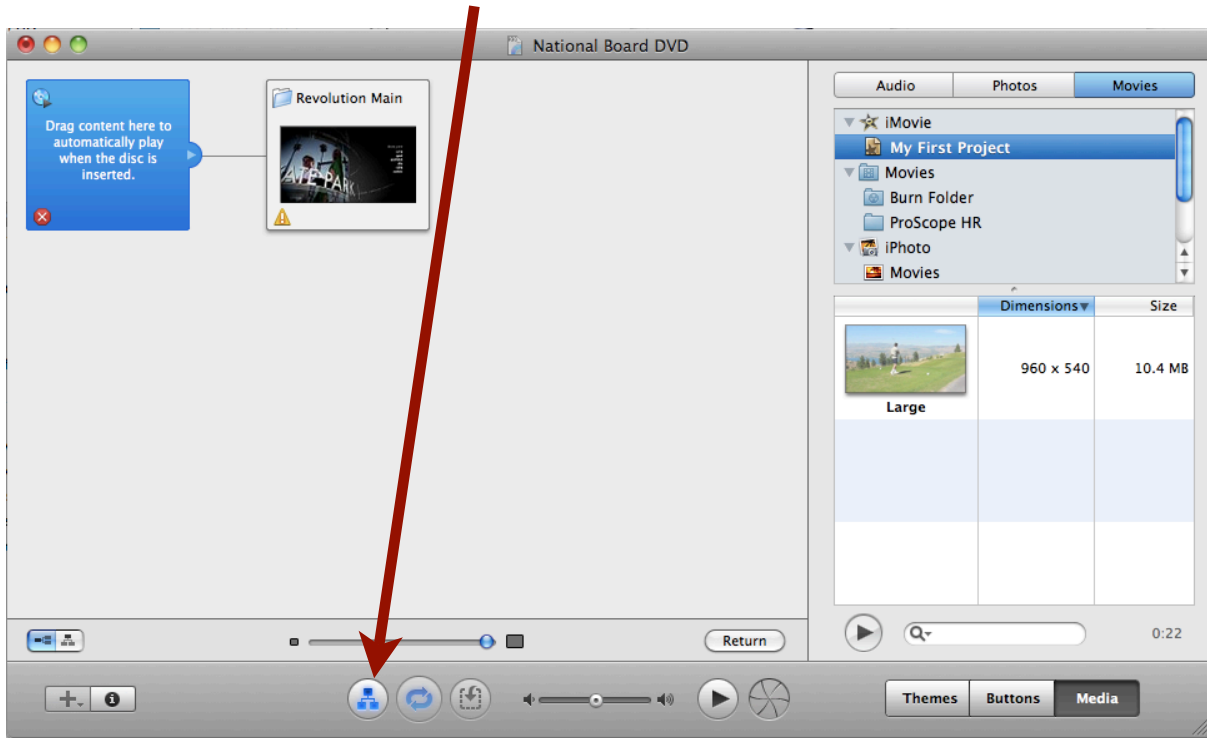 National Board DVD
Drag content here to
automatically play
when the disc is
inserted.
Revolution Main
ATE PARK
Audio
Photos
Movies
iMovie
My First Project
Movies
Burn Folder
ProScope HR
iPhoto
Movies
Dimensions
Size
960 x 540
10.4 MB
Large
Return
0:22
Themes
Buttons
Media